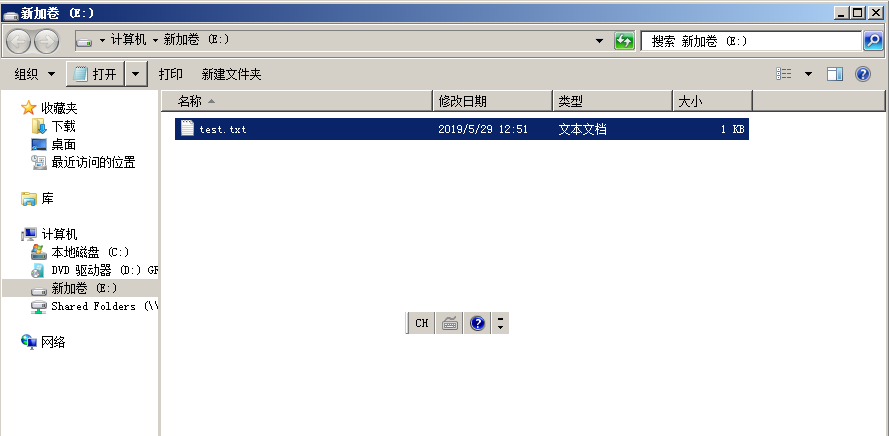 新加卷 (E:)
计算机 新加卷 (E:) 搜索 新加卷 (E:)
组织 打开 打印 新建文件夹
名称 修改日期 类型 大小
test.txt 2019/5/29 12:51 文本文档 1 KB
收藏夹
下载
桌面
最近访问的位置
库
计算机
本地磁盘 (C:)
DVD 驱动器 (D:) GR
新加卷 (E:)
Shared Folders (\\
网络
CH